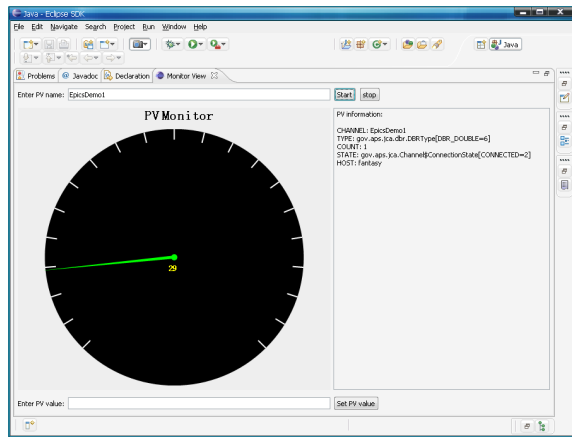 Java - Eclipse SDK
File Edit Navigate Search Project Run Window Help
Java
Problems @ Javadoc Declaration Monitor View
Enter PV name: EpicsDemo1 Start stop
PV Monitor
29
PV information:
CHANNEL: EpicsDemo1
TYPE: gov.aps.jca.dbr.DBRType[DBR_DOUBLE=6]
COUNT: 1
STATE: gov.aps.jca.Channel$ConnectionState[CONNECTED=2]
HOST: fantasy
Enter PV value: Set PV value